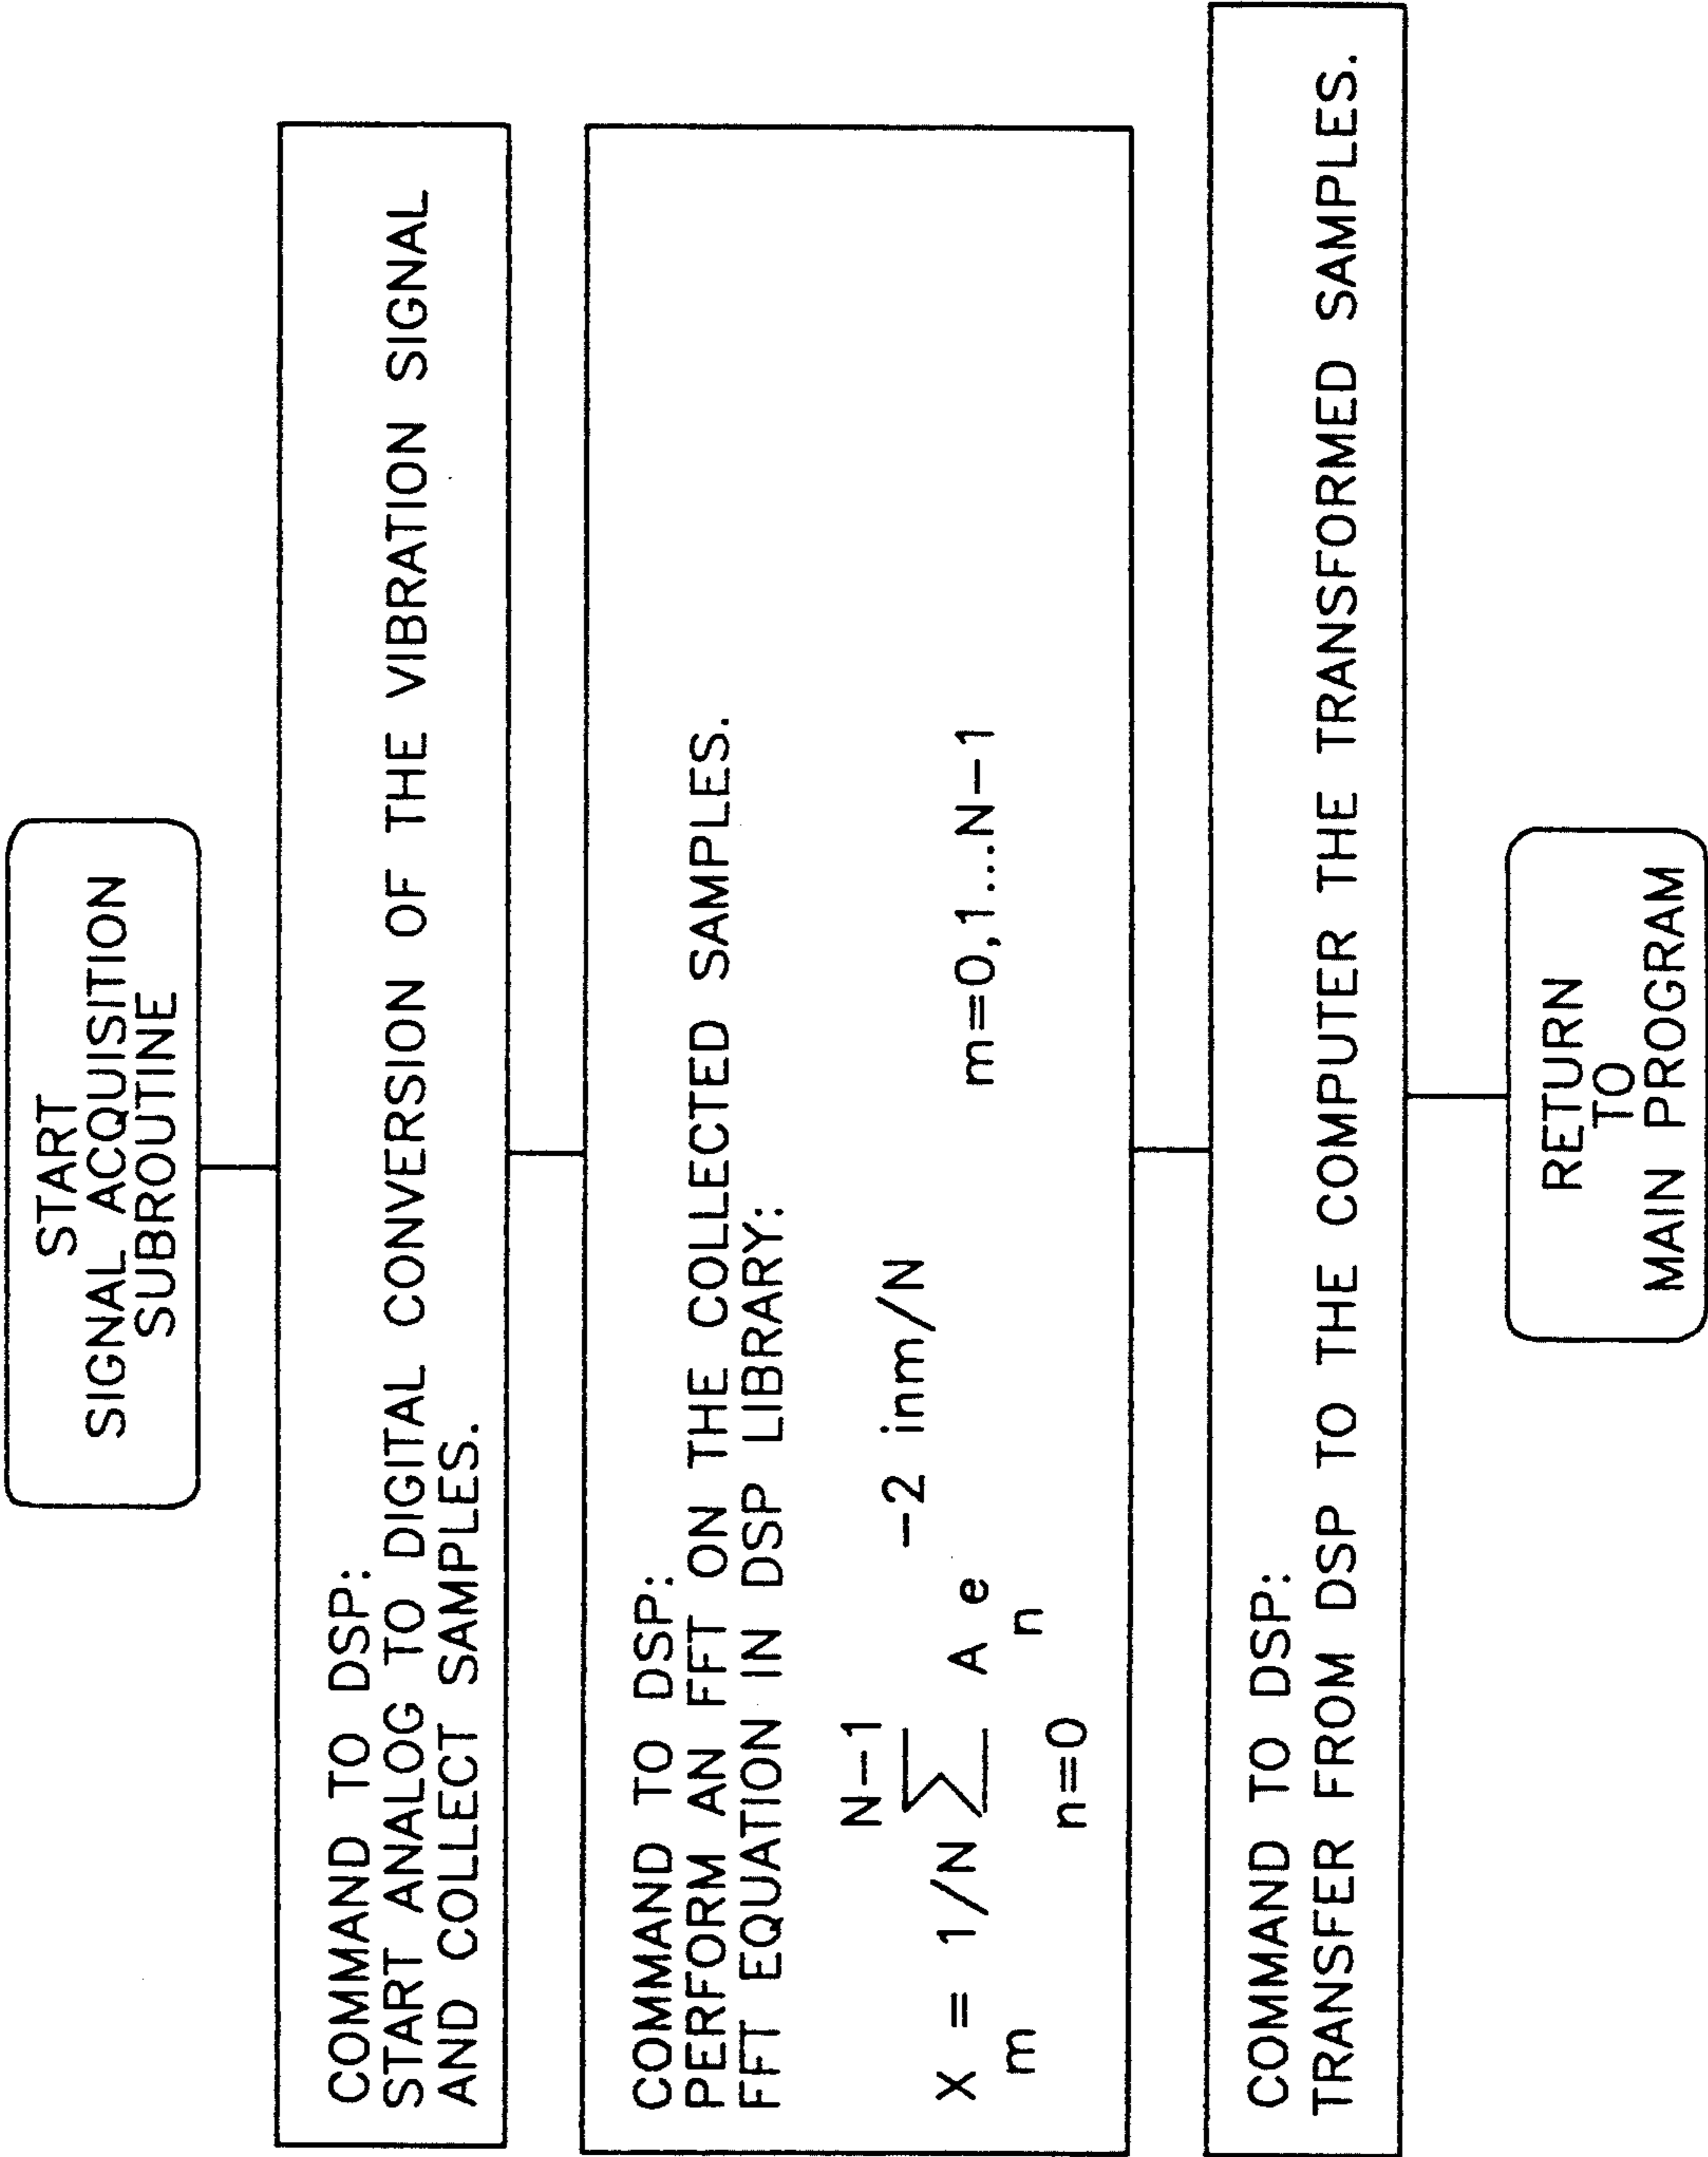 START
SIGNAL ACQUISITION
SUBROUTINE
COMMAND TO DSP:
START ANALOG TO DIGITAL CONVERSION OF THE VIBRATION SIGNAL
AND COLLECT SAMPLES.
COMMAND TO DSP:
PERFORM AN FFT ON THE COLLECTED SAMPLES.
FFT EQUATION IN DSP LIBRARY:
N-1
-2 inm/N
X = 1/N ∑ A e m=0,1...N-1
m n
n=0
COMMAND TO DSP:
TRANSFER FROM DSP TO THE COMPUTER THE TRANSFORMED SAMPLES.
RETURN
TO
MAIN PROGRAM